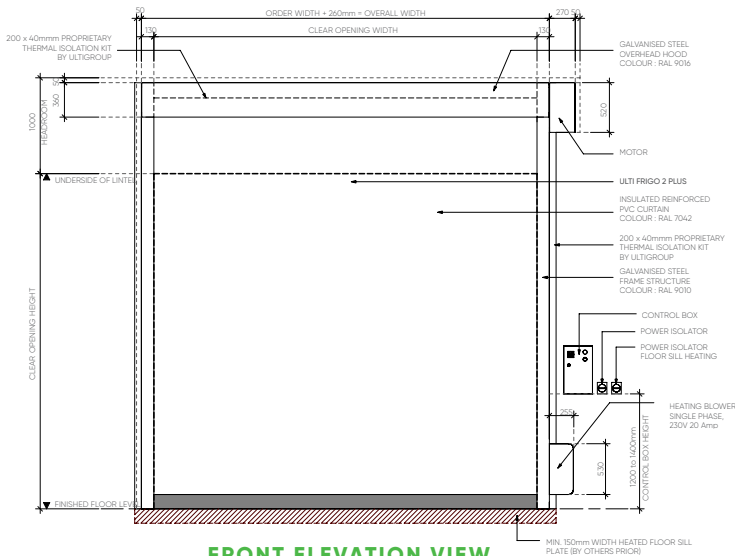 50
ORDER WIDTH + 260mm = OVERALL WIDTH
270 50
130
CLEAR OPENING WIDTH
130
200 x 40mmm PROPRIETARY
THERMAL ISOLATION KIT
BY ULTIGROUP
GALVANISED STEEL
OVERHEAD HOOD
COLOUR : RAL 9016
50
360
1000
HEADROOM
520
MOTOR
UNDERSIDE OF LINTEL
ULTI FRIGO 2 PLUS
INSULATED REINFORCED
PVC CURTAIN
COLOUR : RAL 7042
200 x 40mmm PROPRIETARY
THERMAL ISOLATION KIT
BY ULTIGROUP
GALVANISED STEEL
FRAME STRUCTURE
COLOUR : RAL 9010
CLEAR OPENING HEIGHT
CONTROL BOX
POWER ISOLATOR
POWER ISOLATOR
FLOOR SILL HEATING
HEATING BLOWER
SINGLE PHASE,
230V 20 Amp
255
530
1200 to 1400mm
CONTROL BOX HEIGHT
FINISHED FLOOR LEVEL
MIN. 150mm WIDTH HEATED FLOOR SILL
PLATE (BY OTHERS PRIOR)
FRONT ELEVATION VIEW